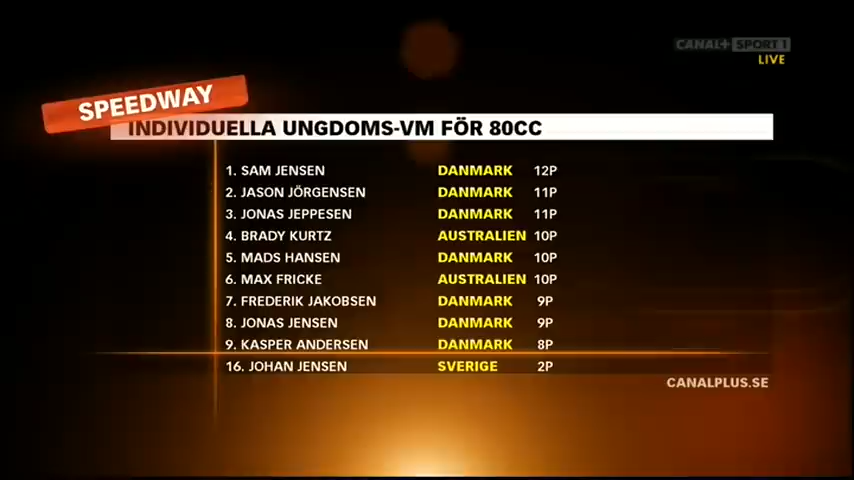 CANAL+ SPORT 1
LIVE
SPEEDWAY
INDIVIDUELLA UNGDOMS-VM FÖR 80CC
1. SAM JENSEN DANMARK 12P
2. JASON JÖRGENSEN DANMARK 11P
3. JONAS JEPPESEN DANMARK 11P
4. BRADY KURTZ AUSTRALIEN 10P
5. MADS HANSEN DANMARK 10P
6. MAX FRICKE AUSTRALIEN 10P
7. FREDERIK JAKOBSEN DANMARK 9P
8. JONAS JENSEN DANMARK 9P
9. KASPER ANDERSEN DANMARK 8P
16. JOHAN JENSEN SVERIGE 2P
CANALPLUS.SE